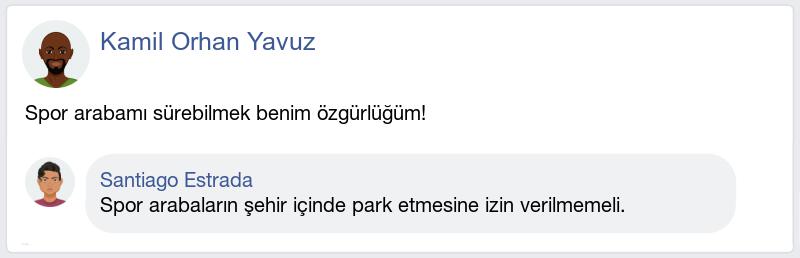 Kamil Orhan Yavuz
Spor arabamı sürebilmek benim özgürlüğüm!
Santiago Estrada
Spor arabaların şehir içinde park etmesine izin verilmemeli.